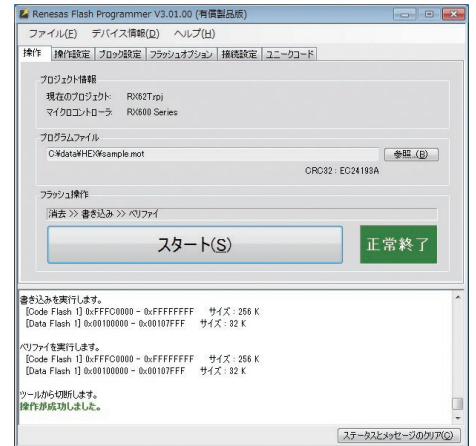 Renesas Flash Programmer V3.01.00 (有償製品版)
ファイル(F) デバイス情報(D) ヘルプ(H)
操作 操作設定 ブロック設定 フラッシュオプション 接続設定 ユニークコード
プロジェクト情報
現在のプロジェクト: RX62T.rpj
マイクロコントローラ: RX600 Series
プログラムファイル
C:¥data¥HEX¥sample.mot 参照...(B)
CRC32 : EC24193A
フラッシュ操作
消去 >> 書き込み >> ベリファイ
スタート(S) 正常終了
書き込みを実行します。
[Code Flash 1] 0xFFFC0000 - 0xFFFFFFFF サイズ : 256 K
[Data Flash 1] 0x00100000 - 0x00107FFF サイズ : 32 K
ベリファイを実行します。
[Code Flash 1] 0xFFFC0000 - 0xFFFFFFFF サイズ : 256 K
[Data Flash 1] 0x00100000 - 0x00107FFF サイズ : 32 K
ツールから切断します。
操作が成功しました。
ステータスとメッセージのクリア(C)